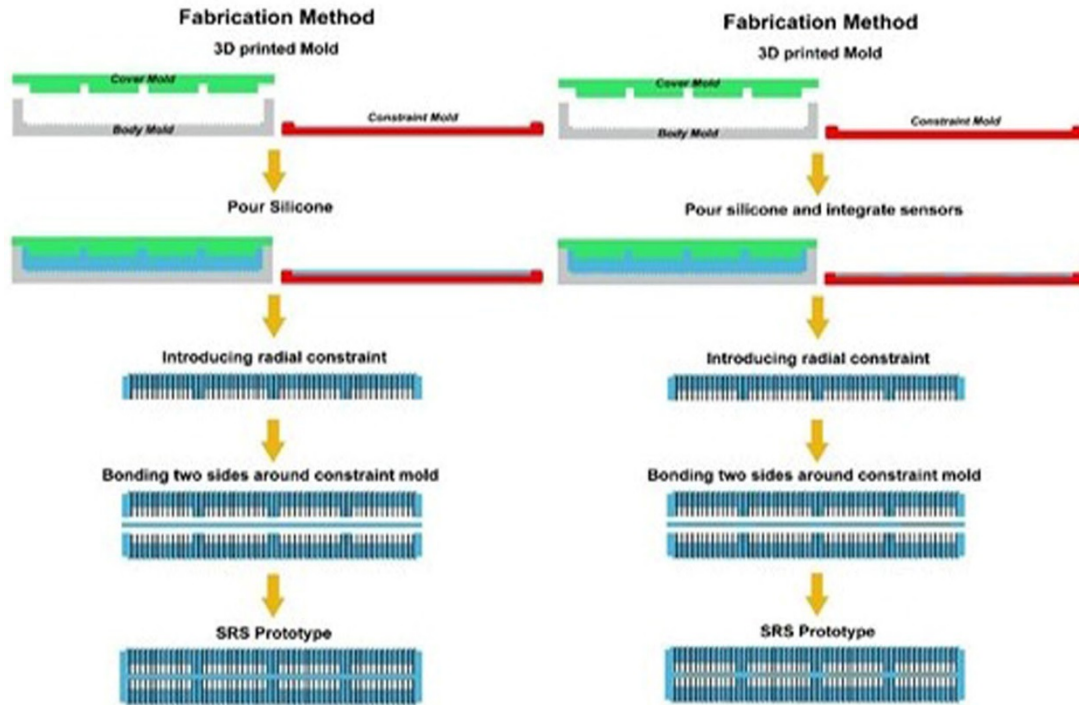 Fabrication Method
3D printed Mold
Cover Mold
Body Mold
Constraint Mold
Pour Silicone
Introducing radial constraint
Bonding two sides around constraint mold
SRS Prototype
Fabrication Method
3D printed Mold
Cover Mold
Body Mold
Constraint Mold
Pour silicone and integrate sensors
Introducing radial constraint
Bonding two sides around constraint mold
SRS Prototype